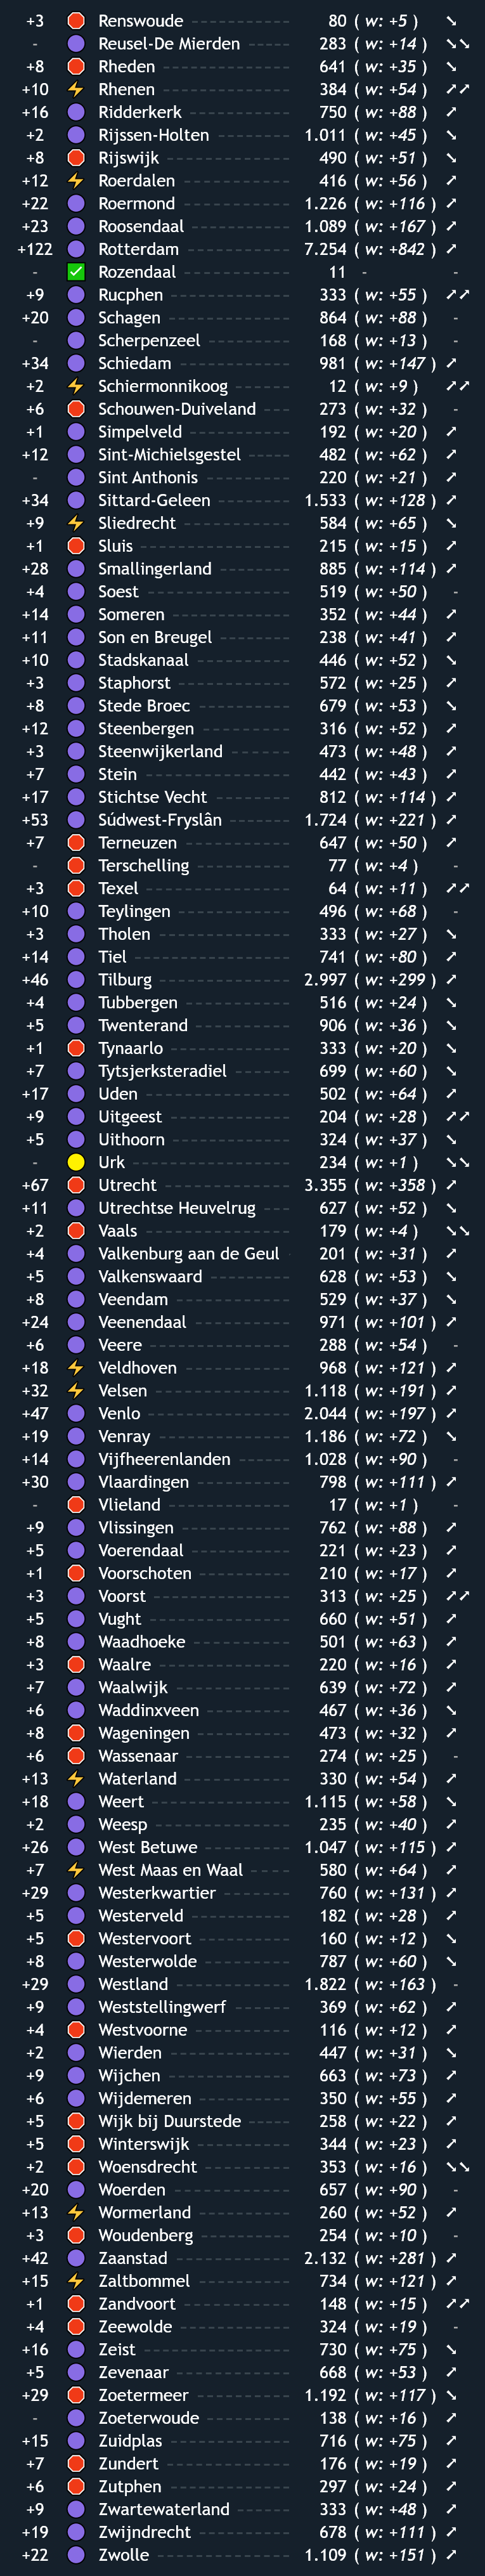 +3 Renswoude ------------ 80 ( w: +5 ) ➘
- Reusel-De Mierden ------ 283 ( w: +14 ) ➘➘
+8 Rheden --------------- 641 ( w: +35 ) ➘
+10 Rhenen --------------- 384 ( w: +54 ) ➚➚
+16 Ridderkerk ------------ 750 ( w: +88 ) ➚
+2 Rijssen-Holten --------- 1.011 ( w: +45 ) ➘
+8 Rijswijk --------------- 490 ( w: +51 ) ➘
+12 Roerdalen ------------- 416 ( w: +56 ) ➚
+22 Roermond ------------- 1.226 ( w: +116 ) ➚
+23 Roosendaal ----------- 1.089 ( w: +167 ) ➚
+122 Rotterdam ------------ 7.254 ( w: +842 ) ➚
- Rozendaal ------------- 11 - -
+9 Rucphen -------------- 333 ( w: +55 ) ➚➚
+20 Schagen -------------- 864 ( w: +88 ) -
- Scherpenzeel ---------- 168 ( w: +13 ) -
+34 Schiedam ------------- 981 ( w: +147 ) ➚
+2 Schiermonnikoog ------- 12 ( w: +9 ) ➚➚
+6 Schouwen-Duiveland ---- 273 ( w: +32 ) -
+1 Simpelveld ------------ 192 ( w: +20 ) ➚
+12 Sint-Michielsgestel ----- 482 ( w: +62 ) ➚
- Sint Anthonis ---------- 220 ( w: +21 ) ➚
+34 Sittard-Geleen --------- 1.533 ( w: +128 ) ➚
+9 Sliedrecht ------------ 584 ( w: +65 ) ➘
+1 Sluis ----------------- 215 ( w: +15 ) ➚
+28 Smallingerland -------- 885 ( w: +114 ) ➚
+4 Soest ---------------- 519 ( w: +50 ) -
+14 Someren -------------- 352 ( w: +44 ) ➚
+11 Son en Breugel -------- 238 ( w: +41 ) ➚
+10 Stadskanaal ----------- 446 ( w: +52 ) ➘
+3 Staphorst ------------- 572 ( w: +25 ) ➚
+8 Stede Broec ----------- 679 ( w: +53 ) ➘
+12 Steenbergen ----------- 316 ( w: +52 ) ➚
+3 Steenwijkerland -------- 473 ( w: +48 ) ➚
+7 Stein ----------------- 442 ( w: +43 ) ➚
+17 Stichtse Vecht --------- 812 ( w: +114 ) ➚
+53 Súdwest-Fryslân ------- 1.724 ( w: +221 ) ➚
+7 Terneuzen ------------ 647 ( w: +50 ) ➚
- Terschelling ----------- 77 ( w: +4 ) -
+3 Texel ---------------- 64 ( w: +11 ) ➚➚
+10 Teylingen ------------- 496 ( w: +68 ) -
+3 Tholen --------------- 333 ( w: +27 ) ➘
+14 Tiel ------------------ 741 ( w: +80 ) ➚
+46 Tilburg --------------- 2.997 ( w: +299 ) ➚
+4 Tubbergen ------------ 516 ( w: +24 ) ➘
+5 Twenterand ----------- 906 ( w: +36 ) ➘
+1 Tynaarlo -------------- 333 ( w: +20 ) ➘
+7 Tytsjerksteradiel ------- 699 ( w: +60 ) ➘
+17 Uden ---------------- 502 ( w: +64 ) ➚
+9 Uitgeest -------------- 204 ( w: +28 ) ➚➚
+5 Uithoorn ------------- 324 ( w: +37 ) ➘
- Urk ------------------ 234 ( w: +1 ) ➘➘
+67 Utrecht -------------- 3.355 ( w: +358 ) ➚
+11 Utrechtse Heuvelrug ---- 627 ( w: +52 ) ➘
+2 Vaals ---------------- 179 ( w: +4 ) ➘➘
+4 Valkenburg aan de Geul - 201 ( w: +31 ) ➚
+5 Valkenswaard ---------- 628 ( w: +53 ) ➘
+8 Veendam ------------- 529 ( w: +37 ) ➘
+24 Veenendaal ----------- 971 ( w: +101 ) ➚
+6 Veere ---------------- 288 ( w: +54 ) -
+18 Veldhoven ------------ 968 ( w: +121 ) ➚
+32 Velsen --------------- 1.118 ( w: +191 ) ➚
+47 Venlo ---------------- 2.044 ( w: +197 ) ➚
+19 Venray --------------- 1.186 ( w: +72 ) ➘
+14 Vijfheerenlanden ------- 1.028 ( w: +90 ) -
+30 Vlaardingen ----------- 798 ( w: +111 ) ➚
- Vlieland -------------- 17 ( w: +1 ) -
+9 Vlissingen ------------ 762 ( w: +88 ) ➚
+5 Voerendaal ----------- 221 ( w: +23 ) ➚
+1 Voorschoten ---------- 210 ( w: +17 ) ➚
+3 Voorst --------------- 313 ( w: +25 ) ➚➚
+5 Vught ---------------- 660 ( w: +51 ) ➚
+8 Waadhoeke ----------- 501 ( w: +63 ) ➚
+3 Waalre --------------- 220 ( w: +16 ) ➚
+7 Waalwijk ------------- 639 ( w: +72 ) ➚
+6 Waddinxveen --------- 467 ( w: +36 ) ➘
+8 Wageningen ---------- 473 ( w: +32 ) ➚
+6 Wassenaar ------------ 274 ( w: +25 ) -
+13 Waterland ------------ 330 ( w: +54 ) ➚
+18 Weert ---------------- 1.115 ( w: +58 ) ➘
+2 Weesp --------------- 235 ( w: +40 ) ➚
+26 West Betuwe ---------- 1.047 ( w: +115 ) ➚
+7 West Maas en Waal ---- 580 ( w: +64 ) ➚
+29 Westerkwartier -------- 760 ( w: +131 ) ➚
+5 Westerveld ------------ 182 ( w: +28 ) ➚
+5 Westervoort ----------- 160 ( w: +12 ) ➘
+8 Westerwolde ---------- 787 ( w: +60 ) ➘
+29 Westland ------------- 1.822 ( w: +163 ) -
+9 Weststellingwerf ------- 369 ( w: +62 ) ➚
+4 Westvoorne ----------- 116 ( w: +12 ) ➚
+2 Wierden -------------- 447 ( w: +31 ) ➘
+9 Wijchen -------------- 663 ( w: +73 ) ➚
+6 Wijdemeren ----------- 350 ( w: +55 ) ➚
+5 Wijk bij Duurstede ------ 258 ( w: +22 ) ➚
+5 Winterswijk ----------- 344 ( w: +23 ) ➚
+2 Woensdrecht ---------- 353 ( w: +16 ) ➘➘
+20 Woerden ------------- 657 ( w: +90 ) -
+13 Wormerland ---------- 260 ( w: +52 ) ➚
+3 Woudenberg ---------- 254 ( w: +10 ) -
+42 Zaanstad ------------- 2.132 ( w: +281 ) ➚
+15 Zaltbommel ----------- 734 ( w: +121 ) ➚
+1 Zandvoort ------------ 148 ( w: +15 ) ➚➚
+4 Zeewolde ------------- 324 ( w: +19 ) -
+16 Zeist ----------------- 730 ( w: +75 ) ➘
+5 Zevenaar ------------- 668 ( w: +53 ) ➚
+29 Zoetermeer ----------- 1.192 ( w: +117 ) ➘
- Zoeterwoude ---------- 138 ( w: +16 ) ➚
+15 Zuidplas -------------- 716 ( w: +75 ) ➚
+7 Zundert -------------- 176 ( w: +19 ) ➚
+6 Zutphen -------------- 297 ( w: +24 ) ➚
+9 Zwartewaterland ------- 333 ( w: +48 ) ➚
+19 Zwijndrecht ----------- 678 ( w: +111 ) ➚
+22 Zwolle --------------- 1.109 ( w: +151 ) ➚